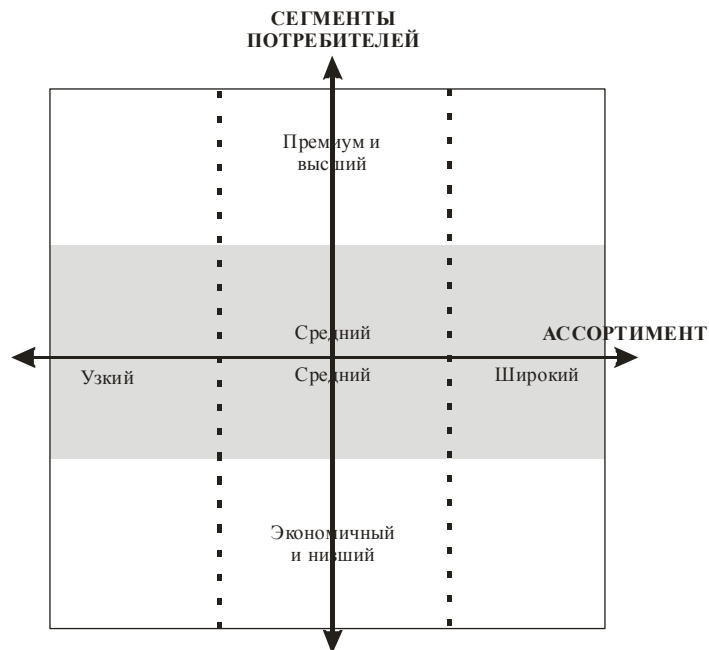 СЕГМЕНТЫ
ПОТРЕБИТЕЛЕЙ
Премиум и
высший
Средний
АССОРТИМЕНТ
Узкий
Средний
Широкий
Экономичный
и низший